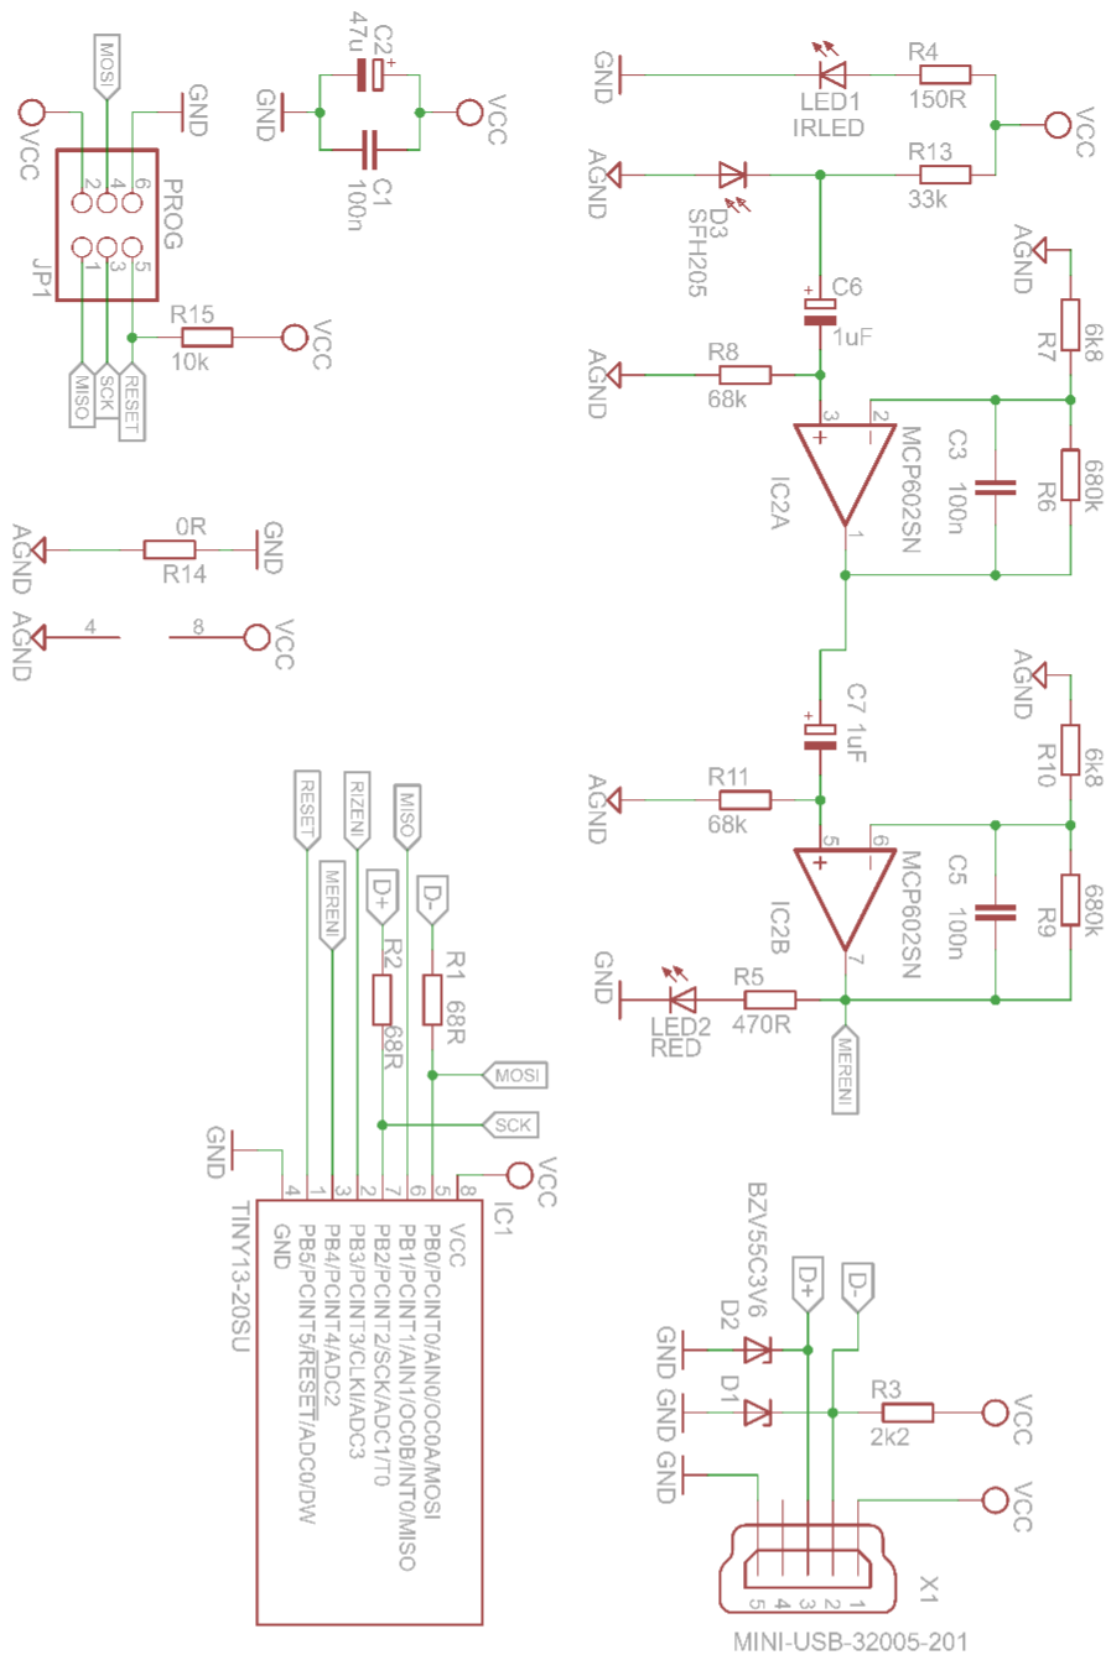 MOSI
GND
VCC
2
4
6
PROG
1
3
5
JP1
R15
10k
VCC
MISO
SCK
RESET
C2
47u
+
GND
VCC
C1
100n
0R
R14
GND
AGND
AGND
4
8
VCC
GND
LED1
IRLED
R4
150R
VCC
AGND
D3
SFH205
R13
33k
+
C6
1uF
AGND
R8
68k
AGND
R7
6k8
3
2
+
-
MCP602SN
IC2A
1
C3
100n
R6
680k
+
C7
1uF
AGND
R11
68k
AGND
R10
6k8
5
6
+
-
MCP602SN
IC2B
7
C5
100n
R9
680k
GND
LED2
RED
R5
470R
MERENI
RESET
MERENI
RIZENI
D+
MISO
D-
R2
68R
R1
68R
MOSI
SCK
GND
VCC
IC1
4
1
3
2
7
6
5
8
TINY13-20SU
GND
PB5/PCINT5/RESET/ADC0/DW
PB4/PCINT4/ADC2
PB3/PCINT3/CLKI/ADC3
PB2/PCINT2/SCK/ADC1/T0
PB1/PCINT1/AIN1/OC0B/INT0/MISO
PB0/PCINT0/AIN0/OC0A/MOSI
VCC
BZV55C3V6
D+
D-
D2
GND
D1
GND
R3
2k2
VCC
GND
VCC
X1
5
4
3
2
1
MINI-USB-32005-201